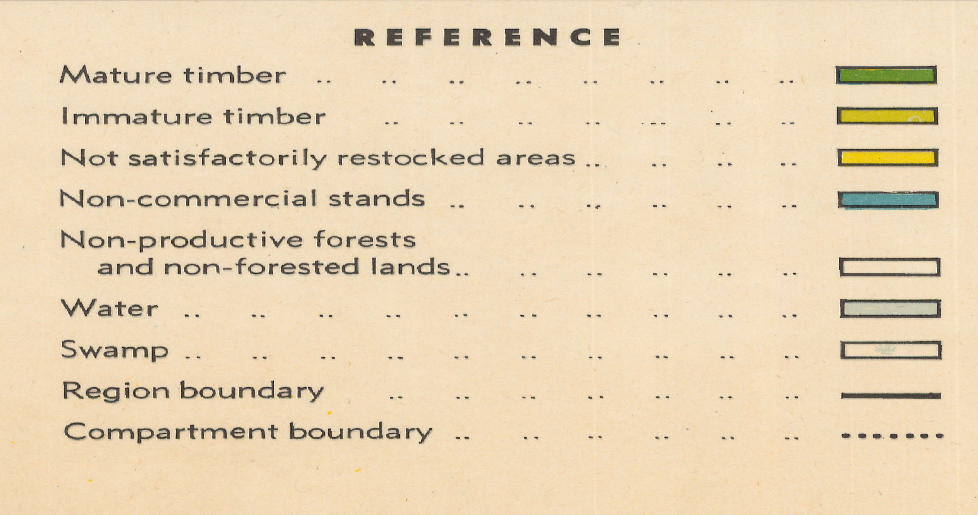 REFERENCE
Mature timber .. .. .. .. .. .. .. ..
Immature timber .. .. .. .. ... .. ..
Not satisfactorily restocked areas .. .. .. ..
Non-commercial stands .. .. .. .. .. ..
Non-productive forests
and non-forested lands .. .. .. .. .. ..
Water .. .. .. .. .. .. .. .. .. ..
Swamp .. .. .. .. .. .. .. .. .. ..
Region boundary .. .. .. .. .. .. ..
Compartment boundary .. .. .. .. .. ..